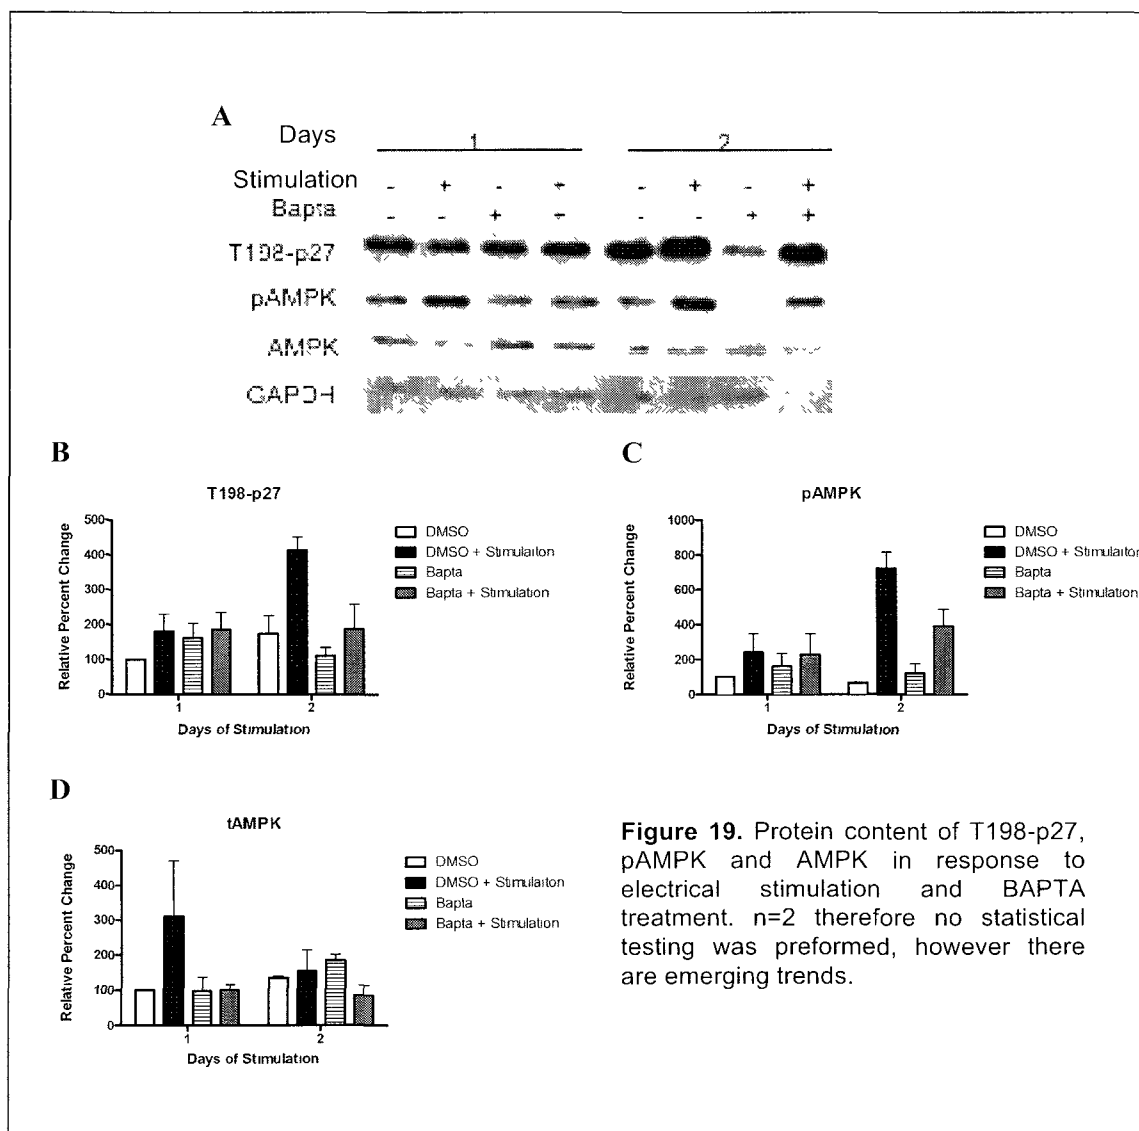 A
Days 1 2
Stimulation - + - + - + - +
Bapta - - + + - - + +
T198-p27
pAMPK
AMPK
GAPDH
B
T198-p27
Relative Percent Change
500
400
300
200
100
0
1 2
Days of Stimulation
DMSO
DMSO + Stimulaiton
Bapta
Bapta + Stimulation
C
pAMPK
Relative Percent Change
1000
800
600
400
200
0
1 2
Days of Stimulation
DMSO
DMSO + Stimulaiton
Bapta
Bapta + Stimulation
D
tAMPK
Relative Percent Change
500
400
300
200
100
0
1 2
Days of Stimulation
DMSO
DMSO + Stimulaiton
Bapta
Bapta + Stimulation
Figure 19. Protein content of T198-p27,
pAMPK and AMPK in response to
electrical stimulation and BAPTA
treatment. n=2 therefore no statistical
testing was preformed, however there
are emerging trends.